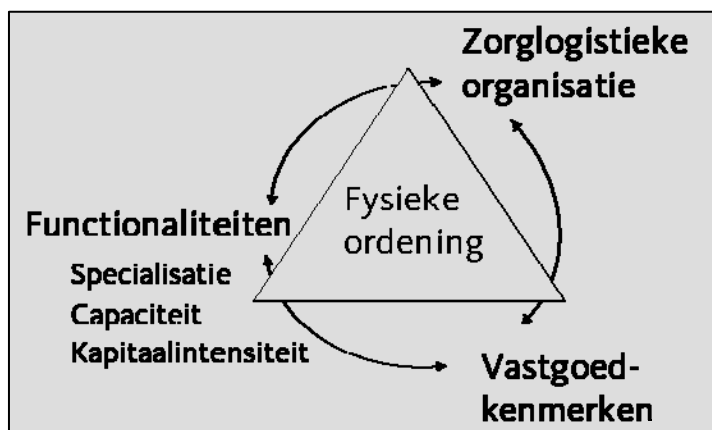 Zorglogistieke
organisatie
Fysieke
ordening
Functionaliteiten
Specialisatie
Capaciteit
Kapitaalintensiteit
Vastgoed-
kenmerken